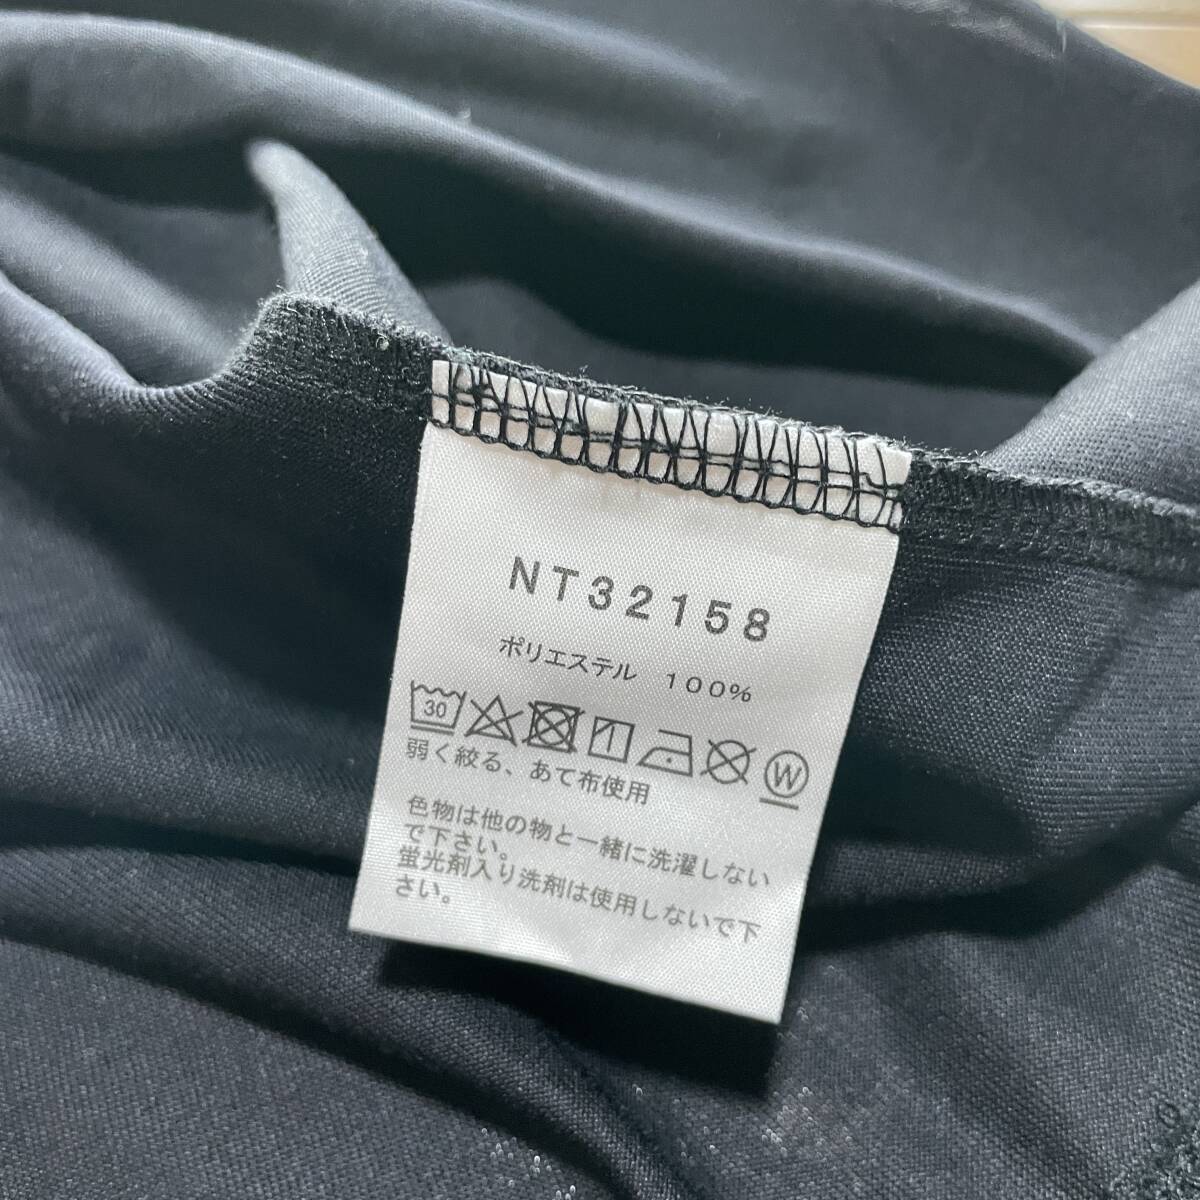 NT32158
ポリエステル 100%
30 W
弱く絞る、あて布使用
色物は他の物と一緒に洗濯しない
で下さい。
蛍光剤入り洗剤は使用しないで下
さい。